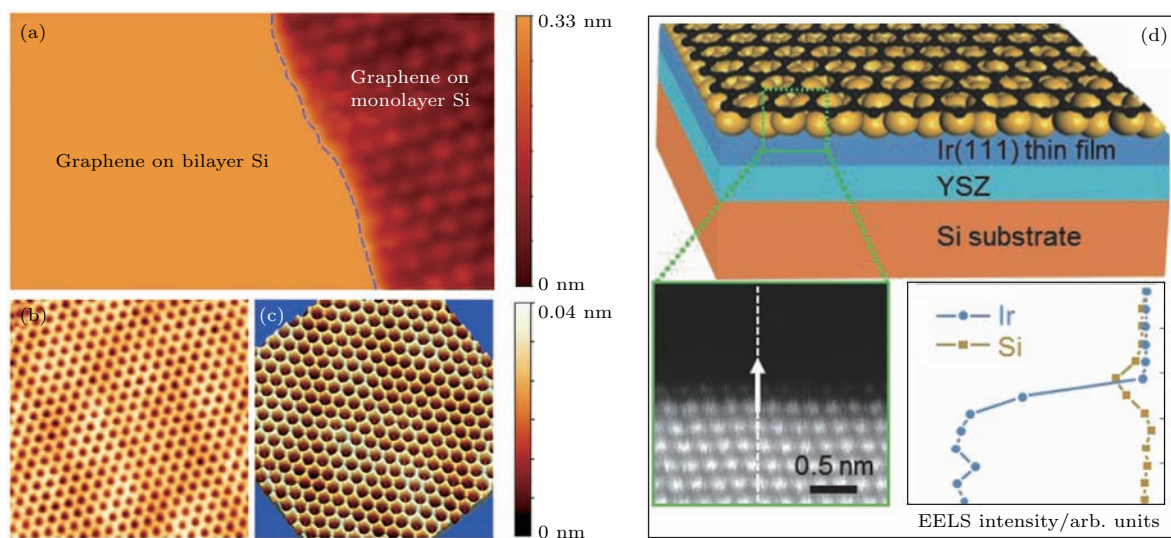 (a)
Graphene on
monolayer Si
Graphene on bilayer Si
0.33 nm
0 nm
(b)
(c)
0.04 nm
0 nm
(d)
Ir(111) thin film
YSZ
Si substrate
0.5 nm
Ir
Si
EELS intensity/arb. units